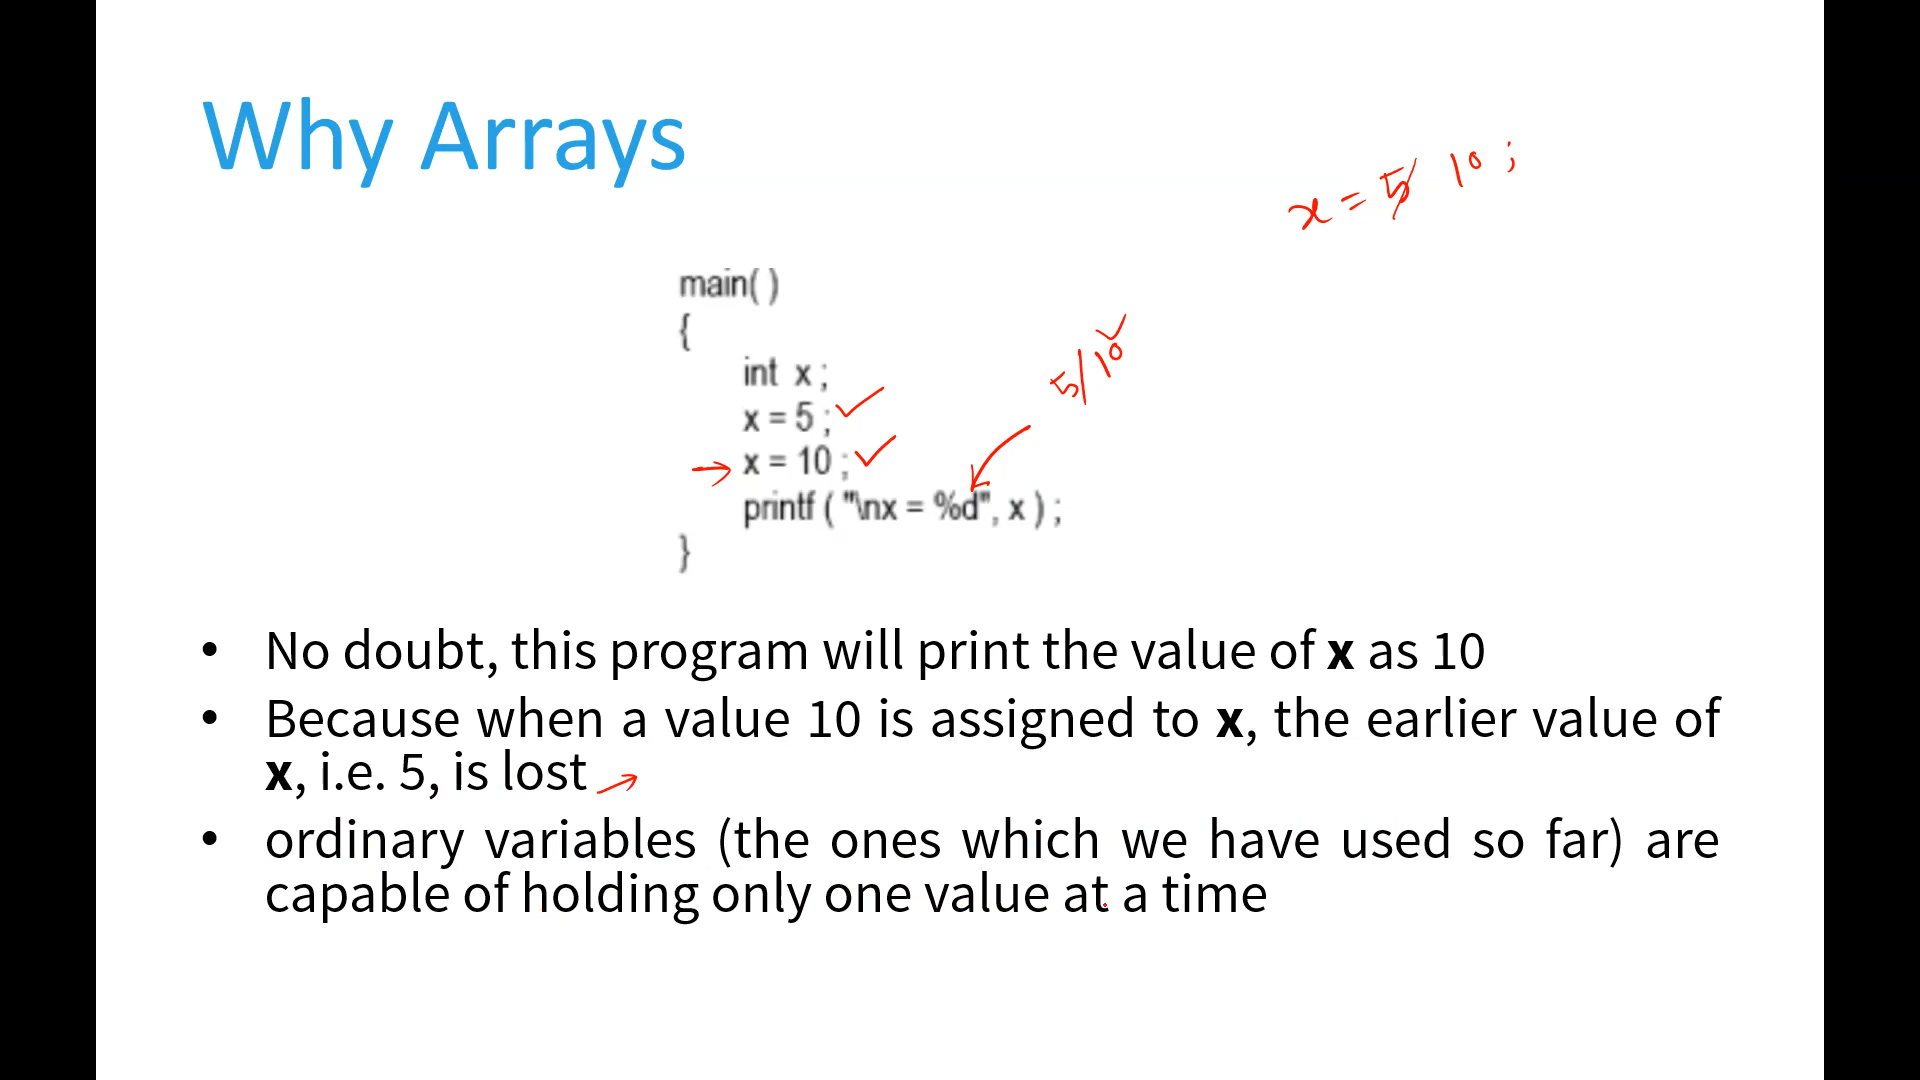 Why Arrays
x = 5 10 ;
main( )
{
int x ;
x = 5 ;
x = 10 ;
5/10
printf ( "\nx = %d", x ) ;
}
• No doubt, this program will print the value of x as 10
• Because when a value 10 is assigned to x, the earlier value of
x, i.e. 5, is lost
• ordinary variables (the ones which we have used so far) are
capable of holding only one value at a time